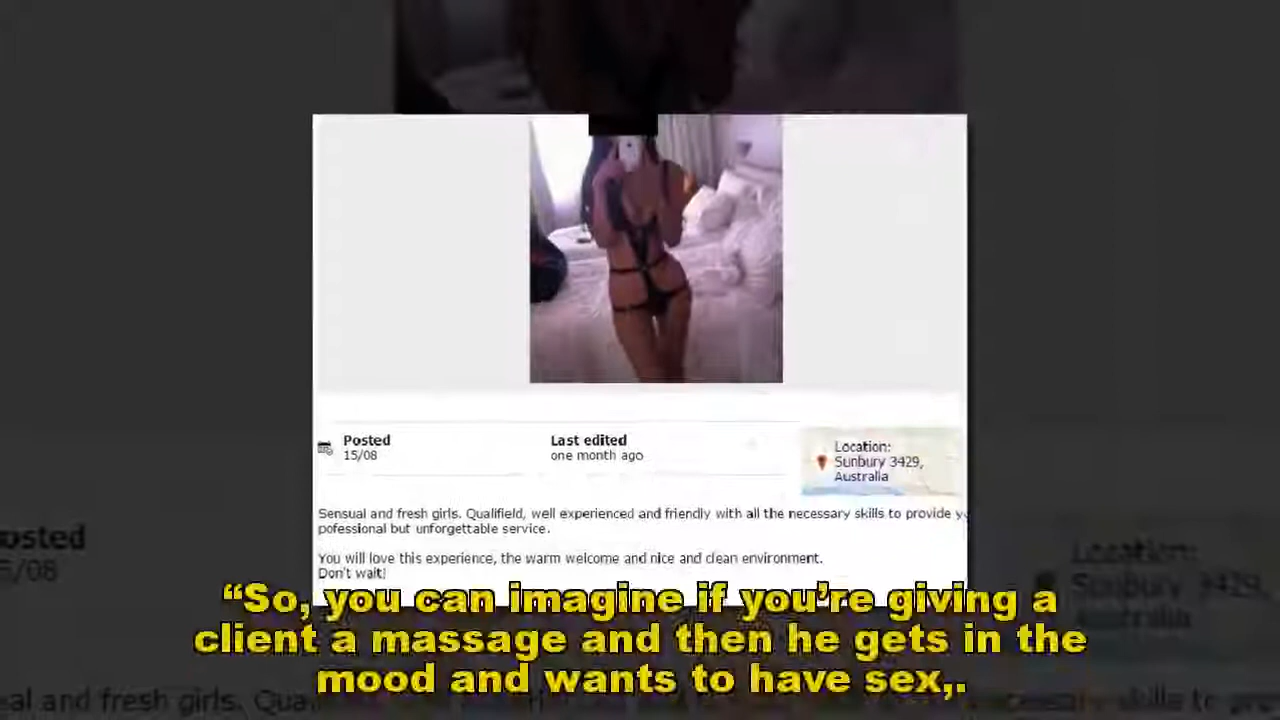 Posted
15/08
Last edited
one month ago
Location:
Sunbury 3429,
Australia
Sensual and fresh girls. Qualifield, well experienced and friendly with all the necessary skills to provide
pofessional but unforgettable service.
You will love this experience, the warm welcome and nice and clean environment.
Don't wait!
“So, you can imagine if you’re giving a
client a massage and then he gets in the
mood and wants to have sex,.